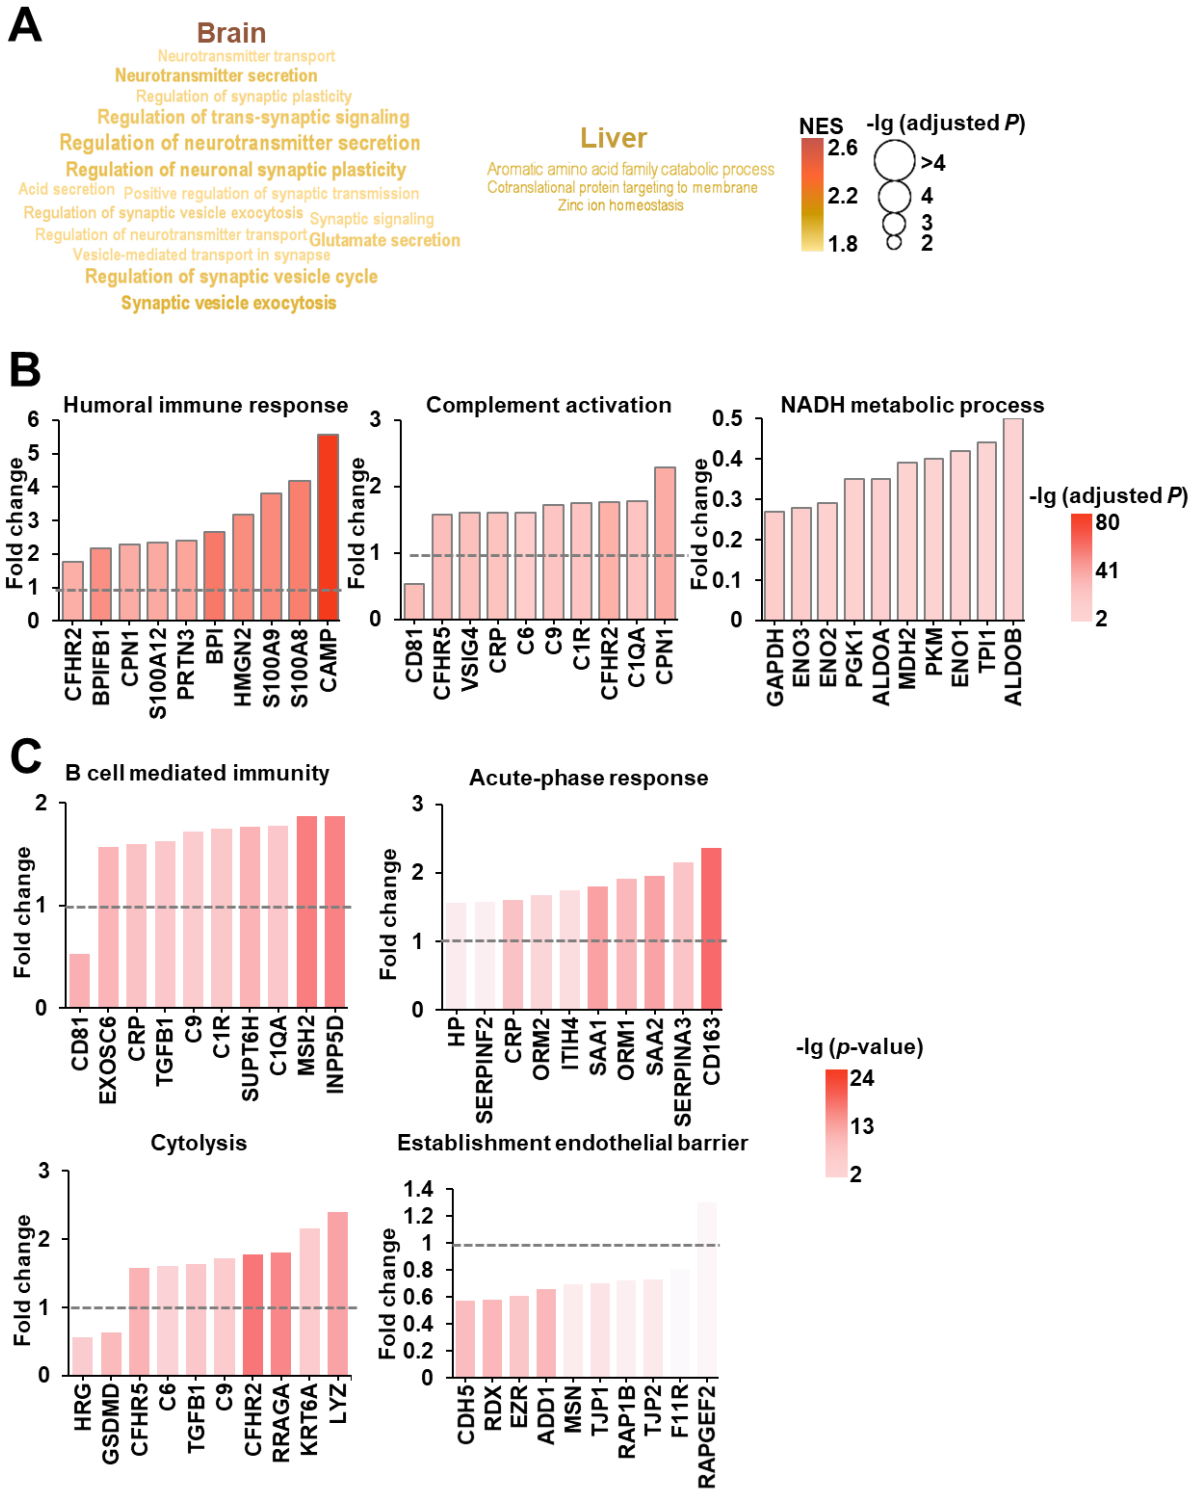 A
Brain
Neurotransmitter transport
Neurotransmitter secretion
Regulation of synaptic plasticity
Regulation of trans-synaptic signaling
Regulation of neurotransmitter secretion
Regulation of neuronal synaptic plasticity
Acid secretion Positive regulation of synaptic transmission
Regulation of synaptic vesicle exocytosis Synaptic signaling
Regulation of neurotransmitter transport Glutamate secretion
Vesicle-mediated transport in synapse
Regulation of synaptic vesicle cycle
Synaptic vesicle exocytosis
Liver
Aromatic amino acid family catabolic process
Cotranslational protein targeting to membrane
Zinc ion homeostasis
NES
2.6
2.2
1.8
-lg (adjusted P)
>4
4
3
2
B
Humoral immune response
Fold change
6
5
4
3
2
1
0
CFHR2
BPIFB1
CPN1
S100A12
PRTN3
BPI
HMGN2
S100A9
S100A8
CAMP
Complement activation
Fold change
3
2
1
0
CD81
CFHR5
VSIG4
CRP
C6
C9
C1R
CFHR2
C1QA
CPN1
NADH metabolic process
Fold change
0.5
0.4
0.3
0.2
0.1
0
GAPDH
ENO3
ENO2
PGK1
ALDOA
MDH2
PKM
ENO1
TPI1
ALDOB
-lg (adjusted P)
80
41
2
C
B cell mediated immunity
Fold change
2
1
0
CD81
EXOSC6
CRP
TGFB1
C9
C1R
SUPT6H
C1QA
MSH2
INPP5D
Acute-phase response
Fold change
3
2
1
0
HP
SERPINF2
CRP
ORM2
ITIH4
SAA1
ORM1
SAA2
SERPINA3
CD163
-lg (p-value)
24
13
2
Cytolysis
Fold change
3
2
1
0
HRG
GSDMD
CFHR5
C6
TGFB1
C9
CFHR2
RRAGA
KRT6A
LYZ
Establishment endothelial barrier
Fold change
1.4
1.2
1
0.8
0.6
0.4
0.2
0
CDH5
RDX
EZR
ADD1
MSN
TJP1
RAP1B
TJP2
F11R
RAPGEF2